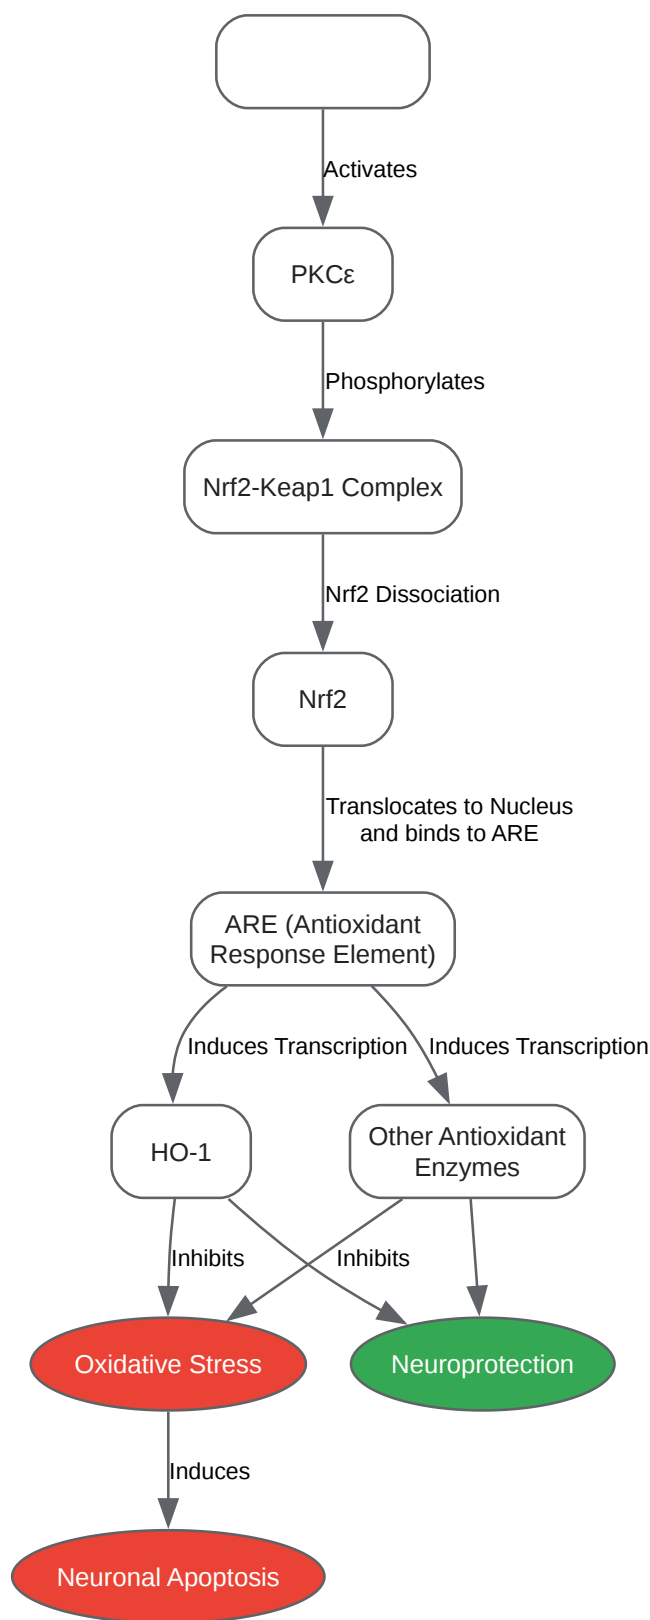 Activates
PKCε
Phosphorylates
Nrf2-Keap1 Complex
Nrf2 Dissociation
Nrf2
Translocates to Nucleus
and binds to ARE
ARE (Antioxidant
Response Element)
Induces Transcription
Induces Transcription
HO-1
Other Antioxidant
Enzymes
Inhibits
Inhibits
Oxidative Stress
Neuroprotection
Induces
Neuronal Apoptosis